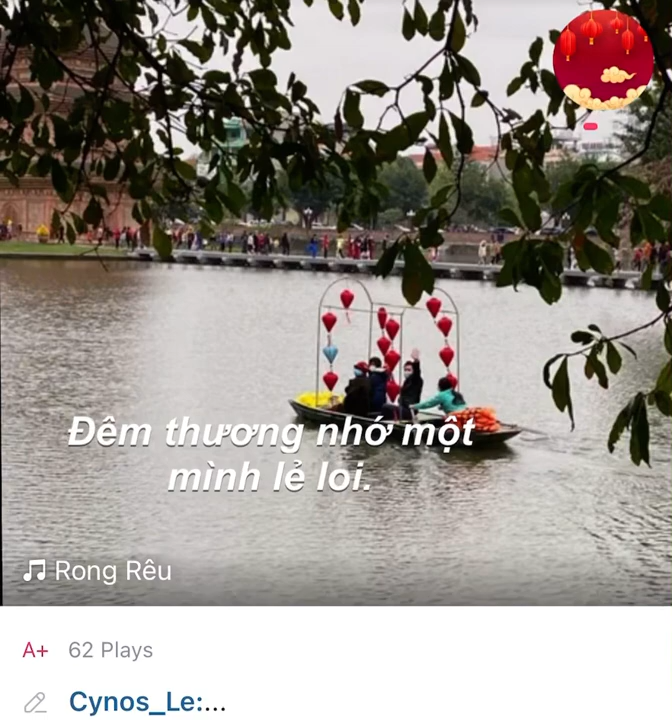 Đêm thương nhớ một
mình lẻ loi.
Rong Rêu
A+ 62 Plays
Cynos_Le:...